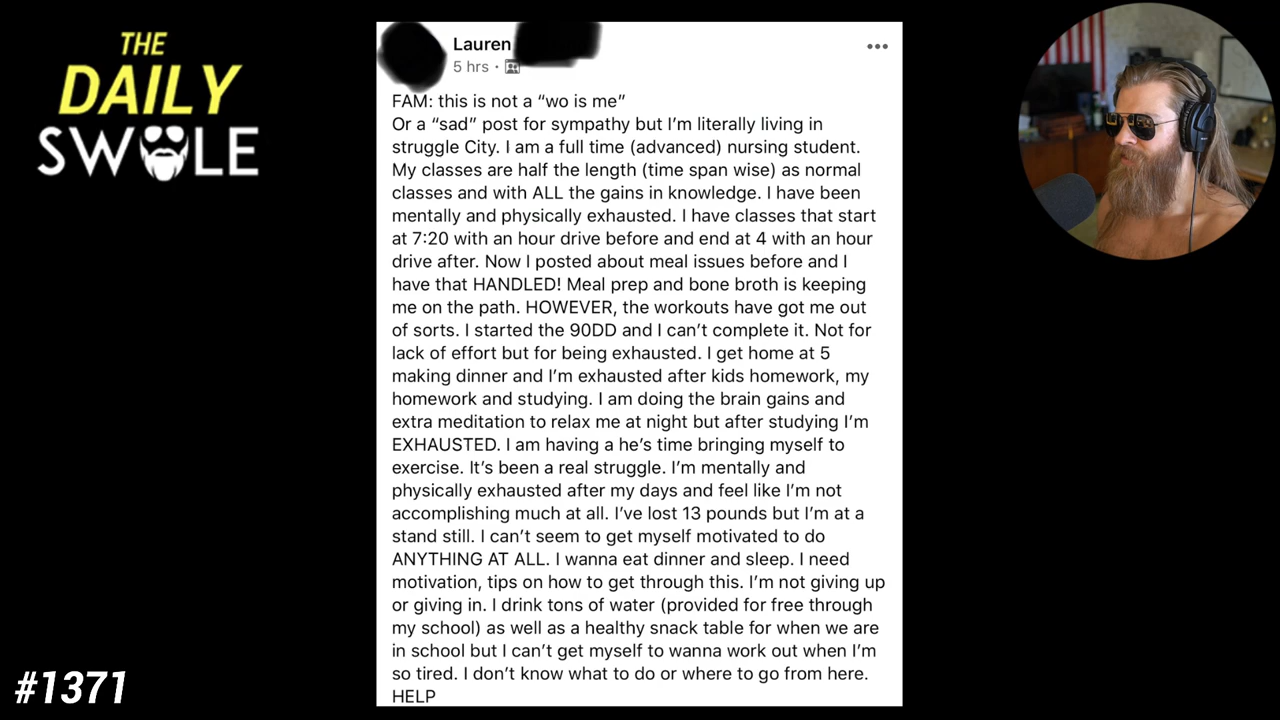 THE
DAILY
SWOLE
Lauren
5 hrs ·
FAM: this is not a “wo is me”
Or a “sad” post for sympathy but I’m literally living in
struggle City. I am a full time (advanced) nursing student.
My classes are half the length (time span wise) as normal
classes and with ALL the gains in knowledge. I have been
mentally and physically exhausted. I have classes that start
at 7:20 with an hour drive before and end at 4 with an hour
drive after. Now I posted about meal issues before and I
have that HANDLED! Meal prep and bone broth is keeping
me on the path. HOWEVER, the workouts have got me out
of sorts. I started the 90DD and I can’t complete it. Not for
lack of effort but for being exhausted. I get home at 5
making dinner and I’m exhausted after kids homework, my
homework and studying. I am doing the brain gains and
extra meditation to relax me at night but after studying I’m
EXHAUSTED. I am having a he’s time bringing myself to
exercise. It’s been a real struggle. I’m mentally and
physically exhausted after my days and feel like I’m not
accomplishing much at all. I’ve lost 13 pounds but I’m at a
stand still. I can’t seem to get myself motivated to do
ANYTHING AT ALL. I wanna eat dinner and sleep. I need
motivation, tips on how to get through this. I’m not giving up
or giving in. I drink tons of water (provided for free through
my school) as well as a healthy snack table for when we are
in school but I can’t get myself to wanna work out when I’m
so tired. I don’t know what to do or where to go from here.
HELP
#1371